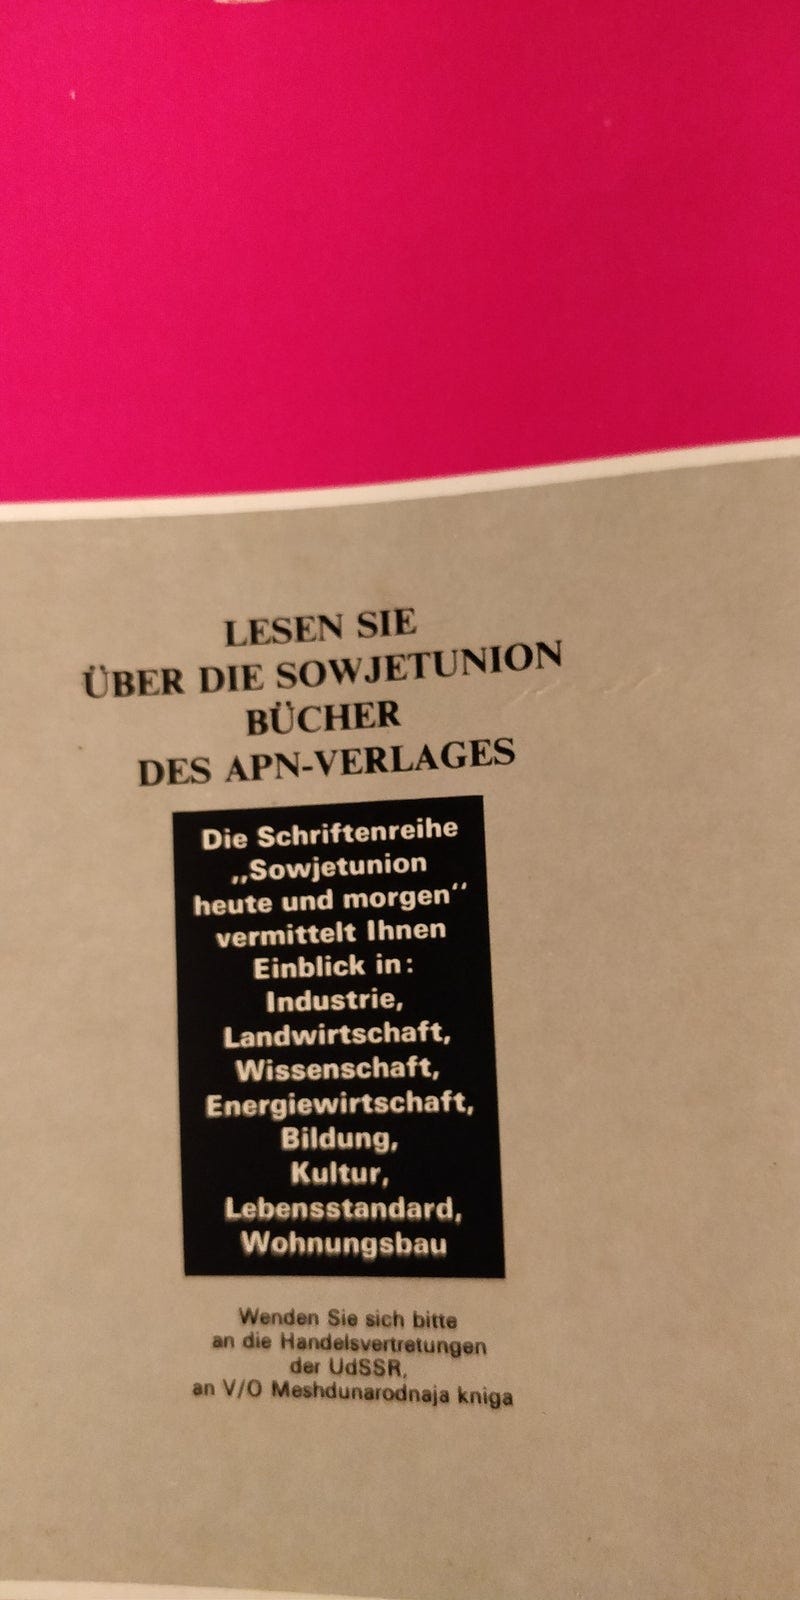 LESEN SIE
ÜBER DIE SOWJETUNION
BÜCHER
DES APN-VERLAGES
Die Schriftenreihe
„Sowjetunion
heute und morgen“
vermittelt Ihnen
Einblick in:
Industrie,
Landwirtschaft,
Wissenschaft,
Energiewirtschaft,
Bildung,
Kultur,
Lebensstandard,
Wohnungsbau
Wenden Sie sich bitte
an die Handelsvertretungen
der UdSSR,
an V/O Meshdunarodnaja kniga